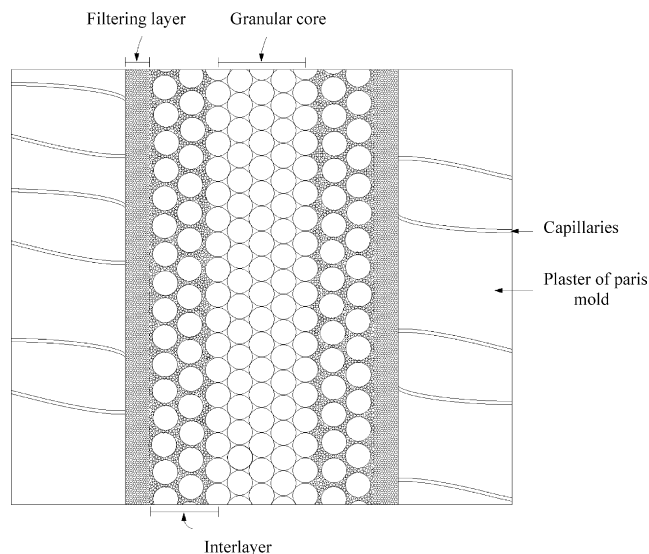 Filtering layer
Granular core
Capillaries
Plaster of paris
mold
Interlayer